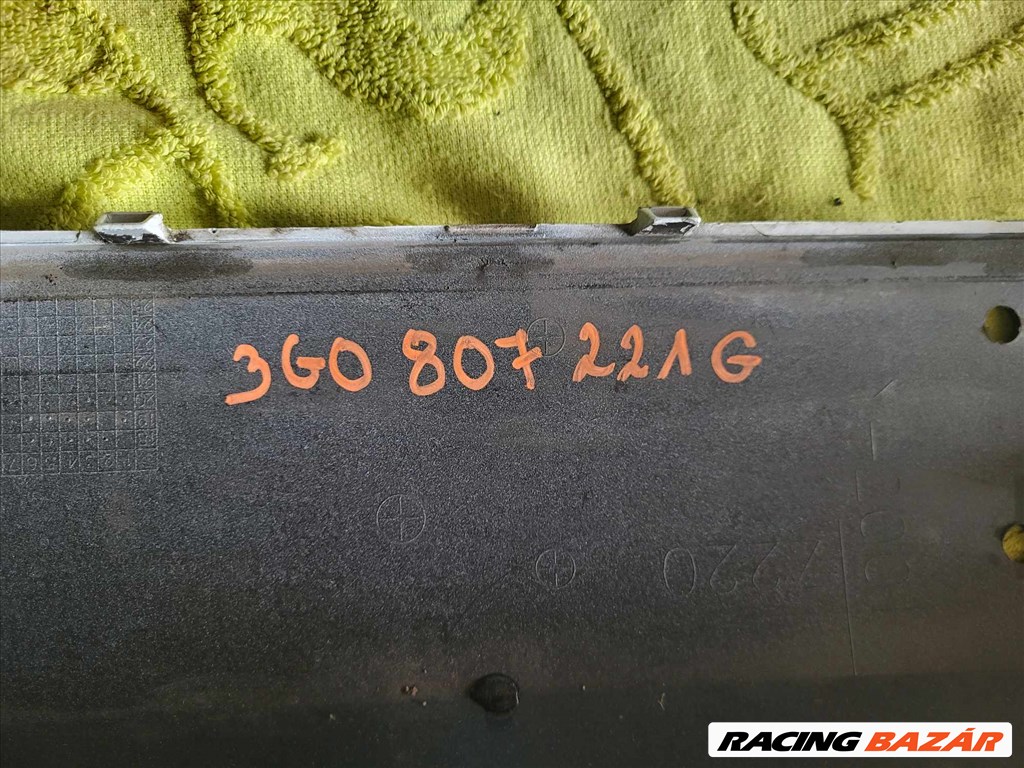 3G0 807 221 G
RACING BAZÁR